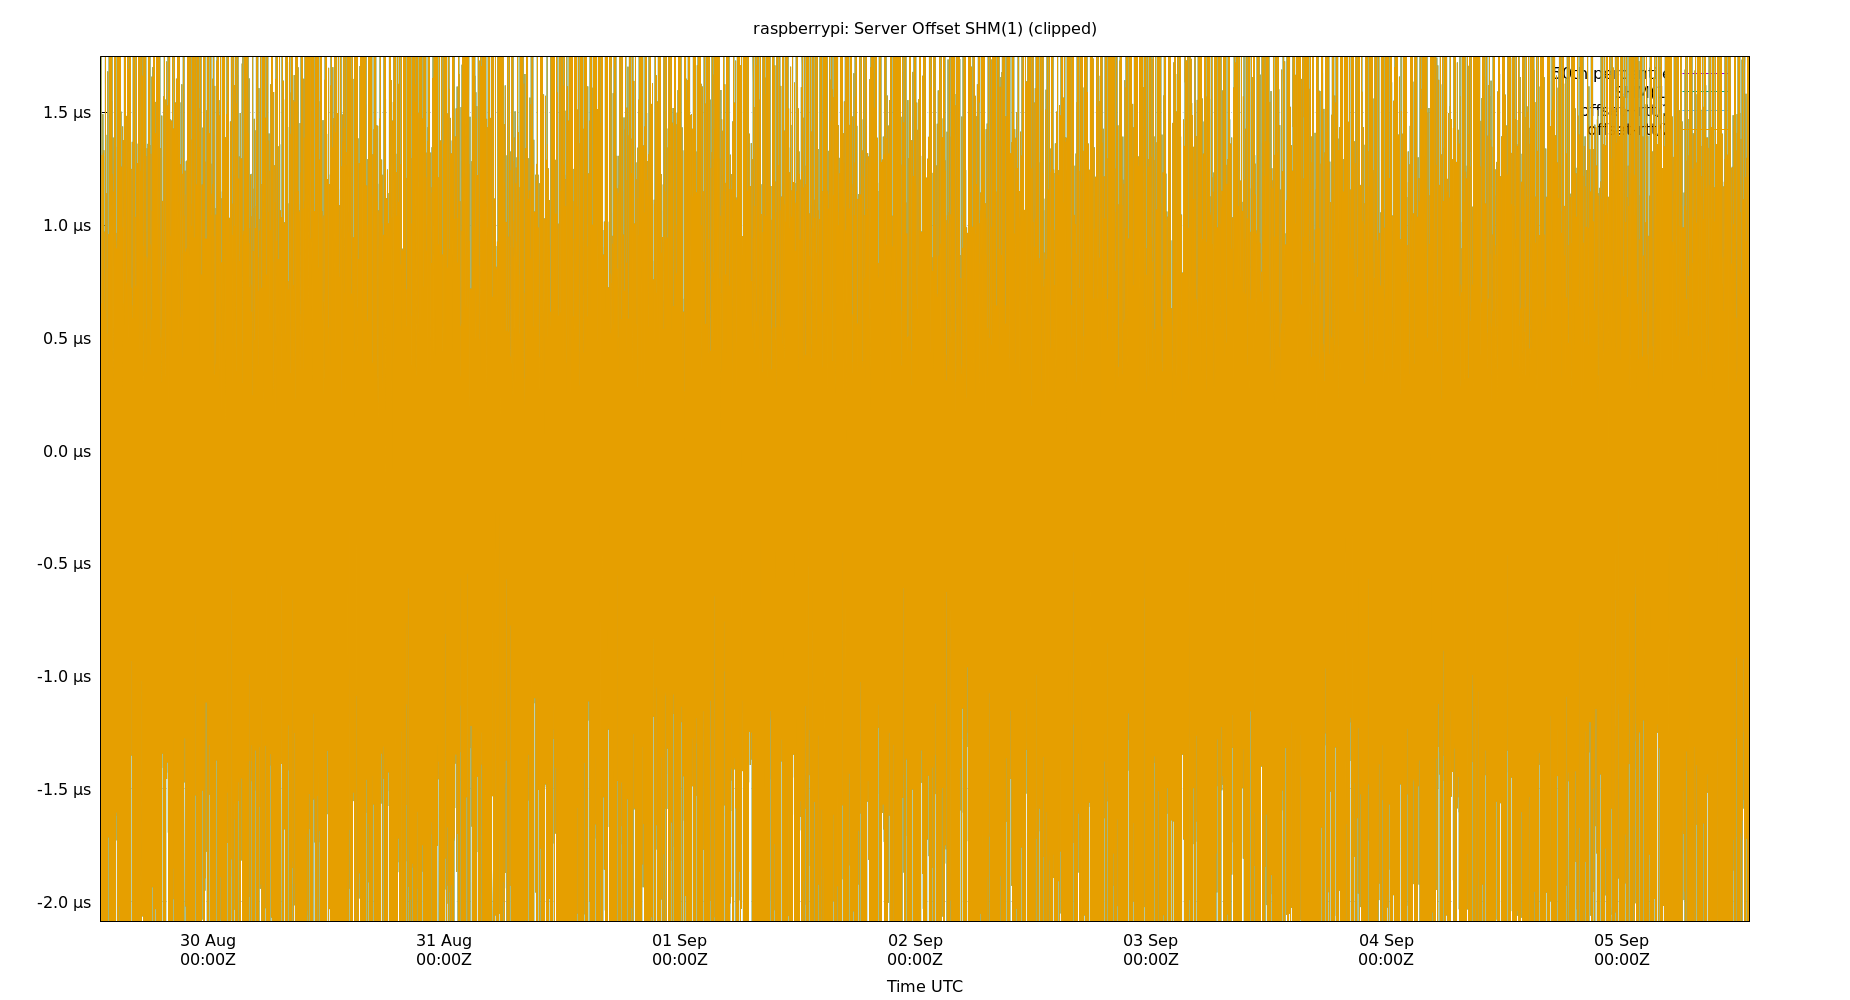 raspberrypi: Server Offset SHM(1) (clipped)
1.5 µs
1.0 µs
0.5 µs
0.0 µs
-0.5 µs
-1.0 µs
-1.5 µs
-2.0 µs
30 Aug
00:00Z
31 Aug
00:00Z
01 Sep
00:00Z
02 Sep
00:00Z
03 Sep
00:00Z
04 Sep
00:00Z
05 Sep
00:00Z
Time UTC